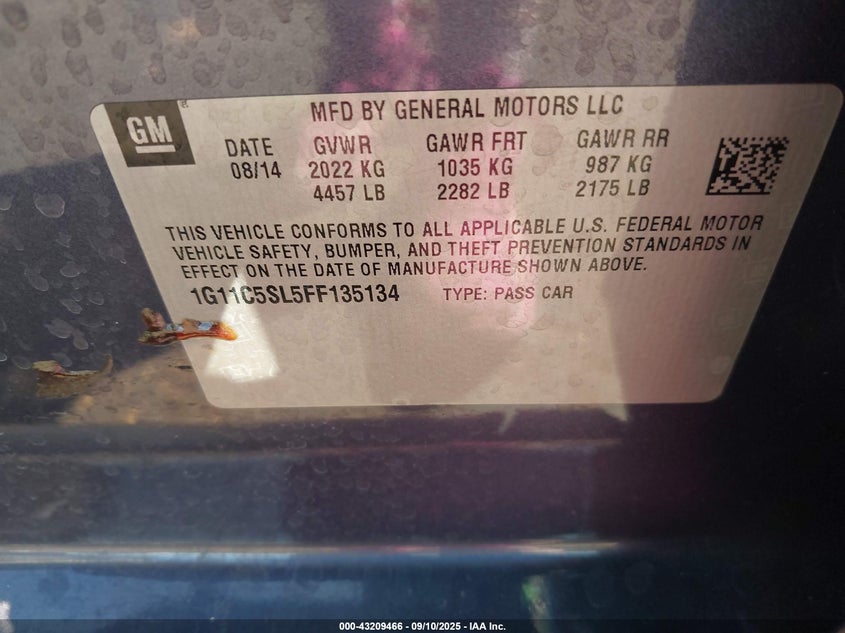 GM
MFD BY GENERAL MOTORS LLC
DATE GVWR GAWR FRT GAWR RR
08/14 2022 KG 1035 KG 987 KG
4457 LB 2282 LB 2175 LB
THIS VEHICLE CONFORMS TO ALL APPLICABLE U.S. FEDERAL MOTOR
VEHICLE SAFETY, BUMPER, AND THEFT PREVENTION STANDARDS IN
EFFECT ON THE DATE OF MANUFACTURE SHOWN ABOVE.
1G11C5SL5FF135134 TYPE: PASS CAR
000-43209466 - 09/10/2025 - IAA Inc.